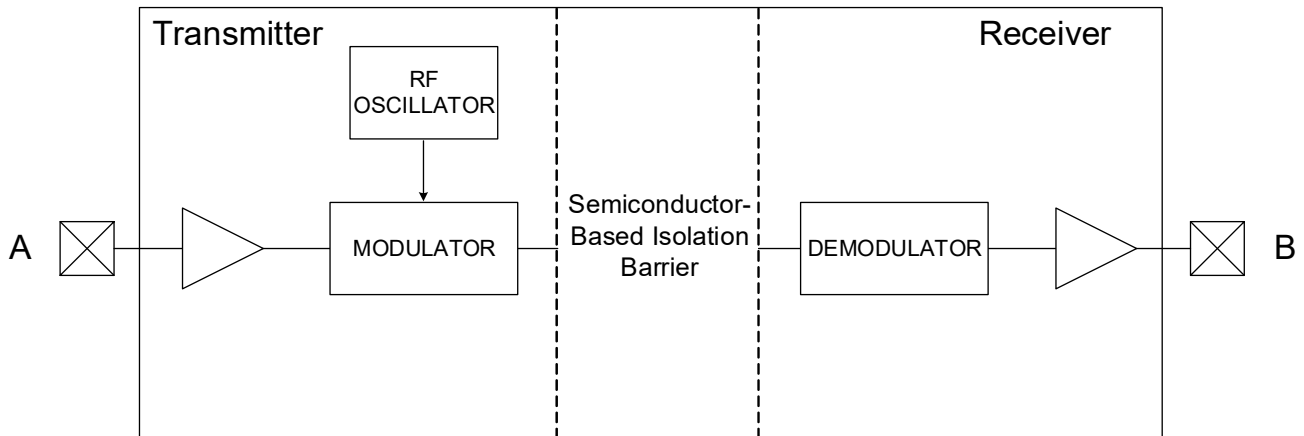 Transmitter
Receiver
RF
OSCILLATOR
A
MODULATOR
Semiconductor-
Based Isolation
Barrier
DEMODULATOR
B